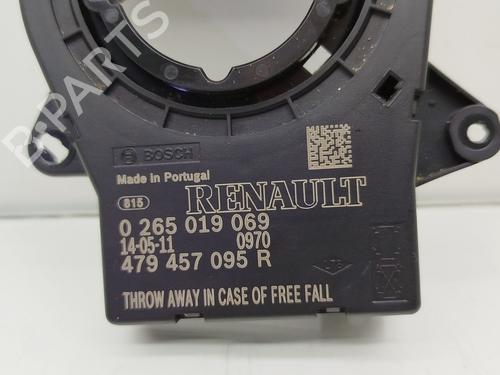 B-PARTS
BOSCH
Made in Portugal
815
RENAULT
0 265 019 069
14-05-11 0970
479 457 095 R
THROW AWAY IN CASE OF FREE FALL